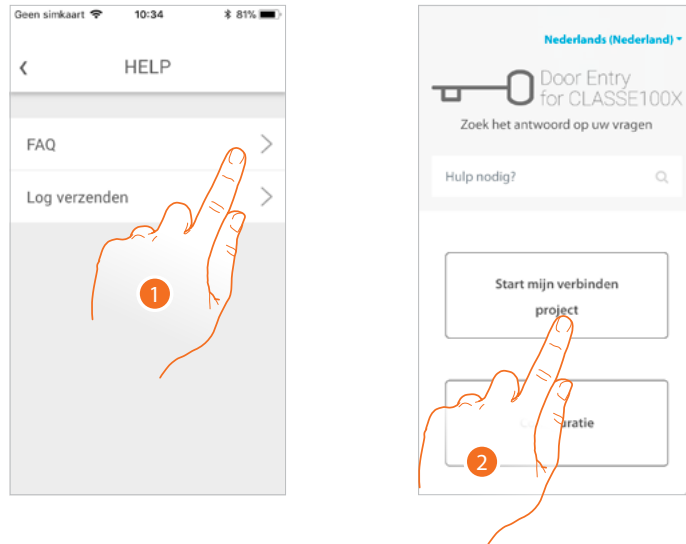 Geen simkaart 10:34 81%
HELP
FAQ
Log verzenden
1
Nederlands (Nederland)
Door Entry
for CLASSE100X
Zoek het antwoord op uw vragen
Hulp nodig?
Start mijn verbinden
project
2